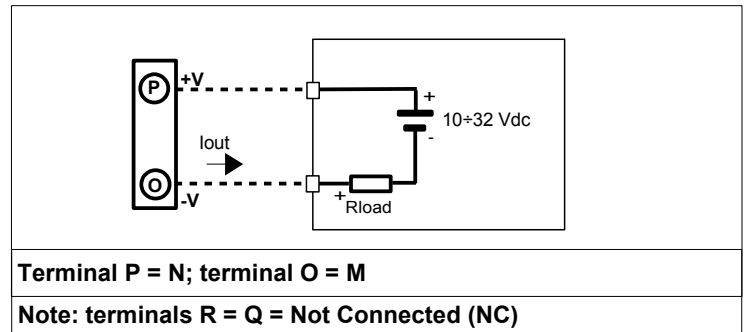 P +V
+
10÷32 Vdc
-
Iout
O -V
+ Rload
Terminal P = N; terminal O = M
Note: terminals R = Q = Not Connected (NC)